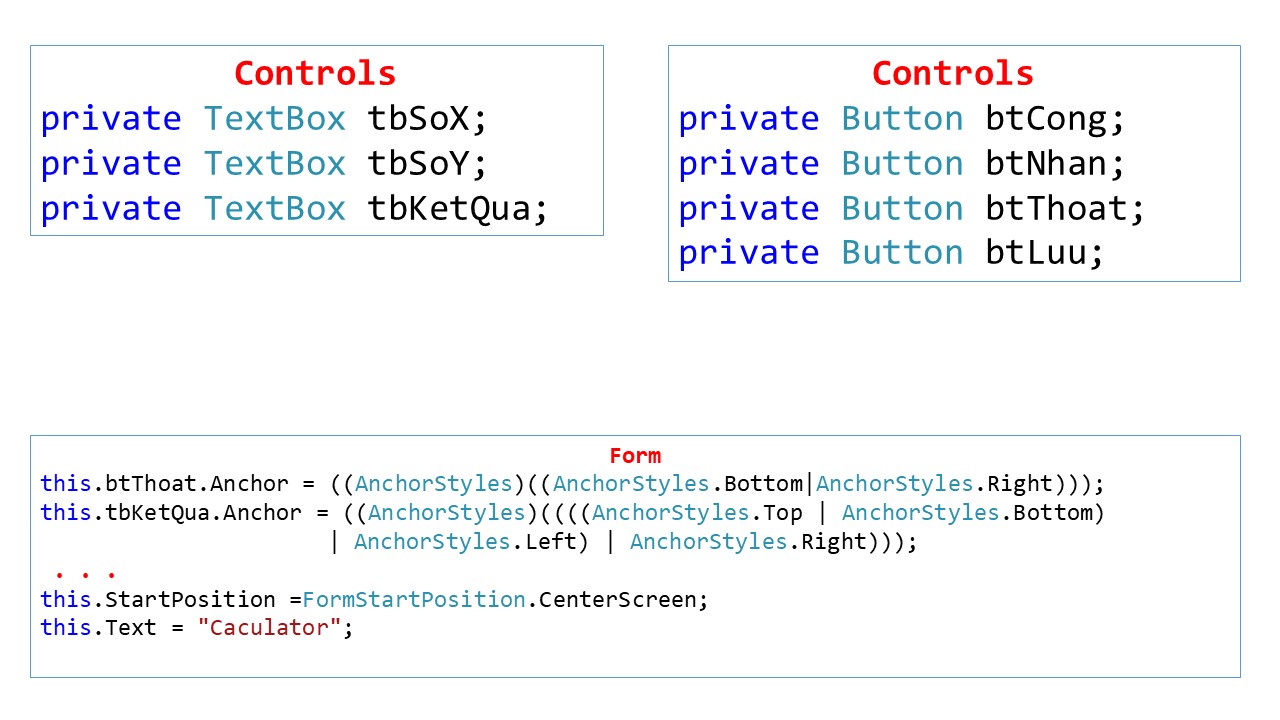 Controls
private TextBox tbSoX;
private TextBox tbSoY;
private TextBox tbKetQua;
Controls
private Button btCong;
private Button btNhan;
private Button btThoat;
private Button btLuu;
Form
this.btThoat.Anchor = ((AnchorStyles)((AnchorStyles.Bottom|AnchorStyles.Right)));
this.tbKetQua.Anchor = ((AnchorStyles)((((AnchorStyles.Top | AnchorStyles.Bottom)
| AnchorStyles.Left) | AnchorStyles.Right)));
. . .
this.StartPosition =FormStartPosition.CenterScreen;
this.Text = "Caculator";